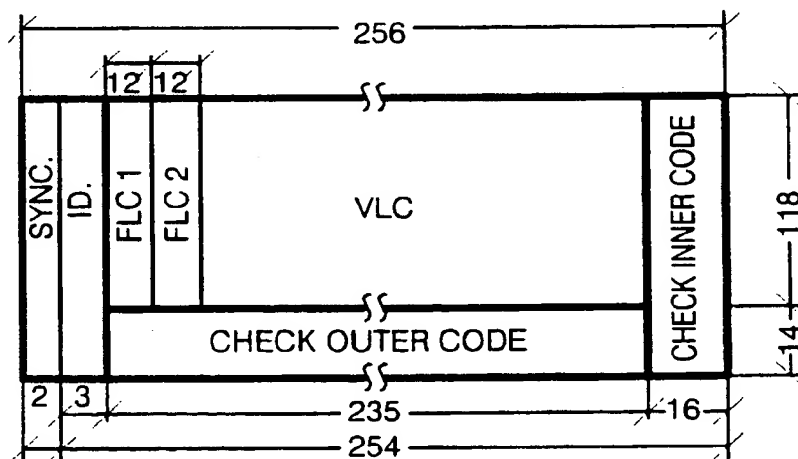 256
12 12
SYNC.
ID.
FLC 1
FLC 2
VLC
CHECK INNER CODE
118
CHECK OUTER CODE
14
2 3 235 16
254